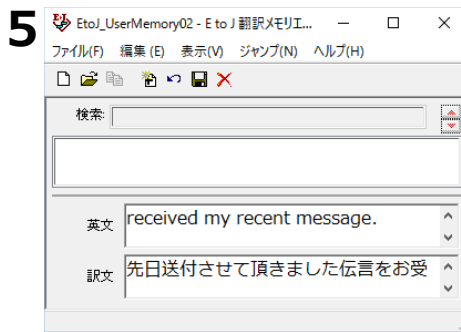 5
EtoJ_UserMemory02 - E to J 翻訳メモリエ...
ファイル(F) 編集(E) 表示(V) ジャンプ(N) ヘルプ(H)
検索:
英文 received my recent message.
訳文 先日送付させて頂きました伝言をお受